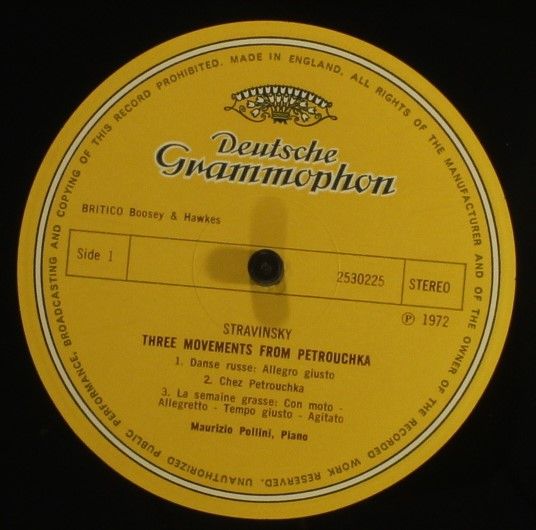 MADE IN ENGLAND. ALL RIGHTS OF THE MANUFACTURER AND OF THE OWNER OF THE RECORDED WORK RESERVED. UNAUTHORIZED PUBLIC PERFORMANCE, BROADCASTING AND COPYING OF THIS RECORD PROHIBITED.
Deutsche
Grammophon
BRITICO Boosey & Hawkes
Side 1 2530225 STEREO
℗ 1972
STRAVINSKY
THREE MOVEMENTS FROM PETROUCHKA
1. Danse russe: Allegro giusto
2. Chez Petrouchka
3. La semaine grasse: Con moto -
Allegretto - Tempo giusto - Agitato
Maurizio Pollini, Piano